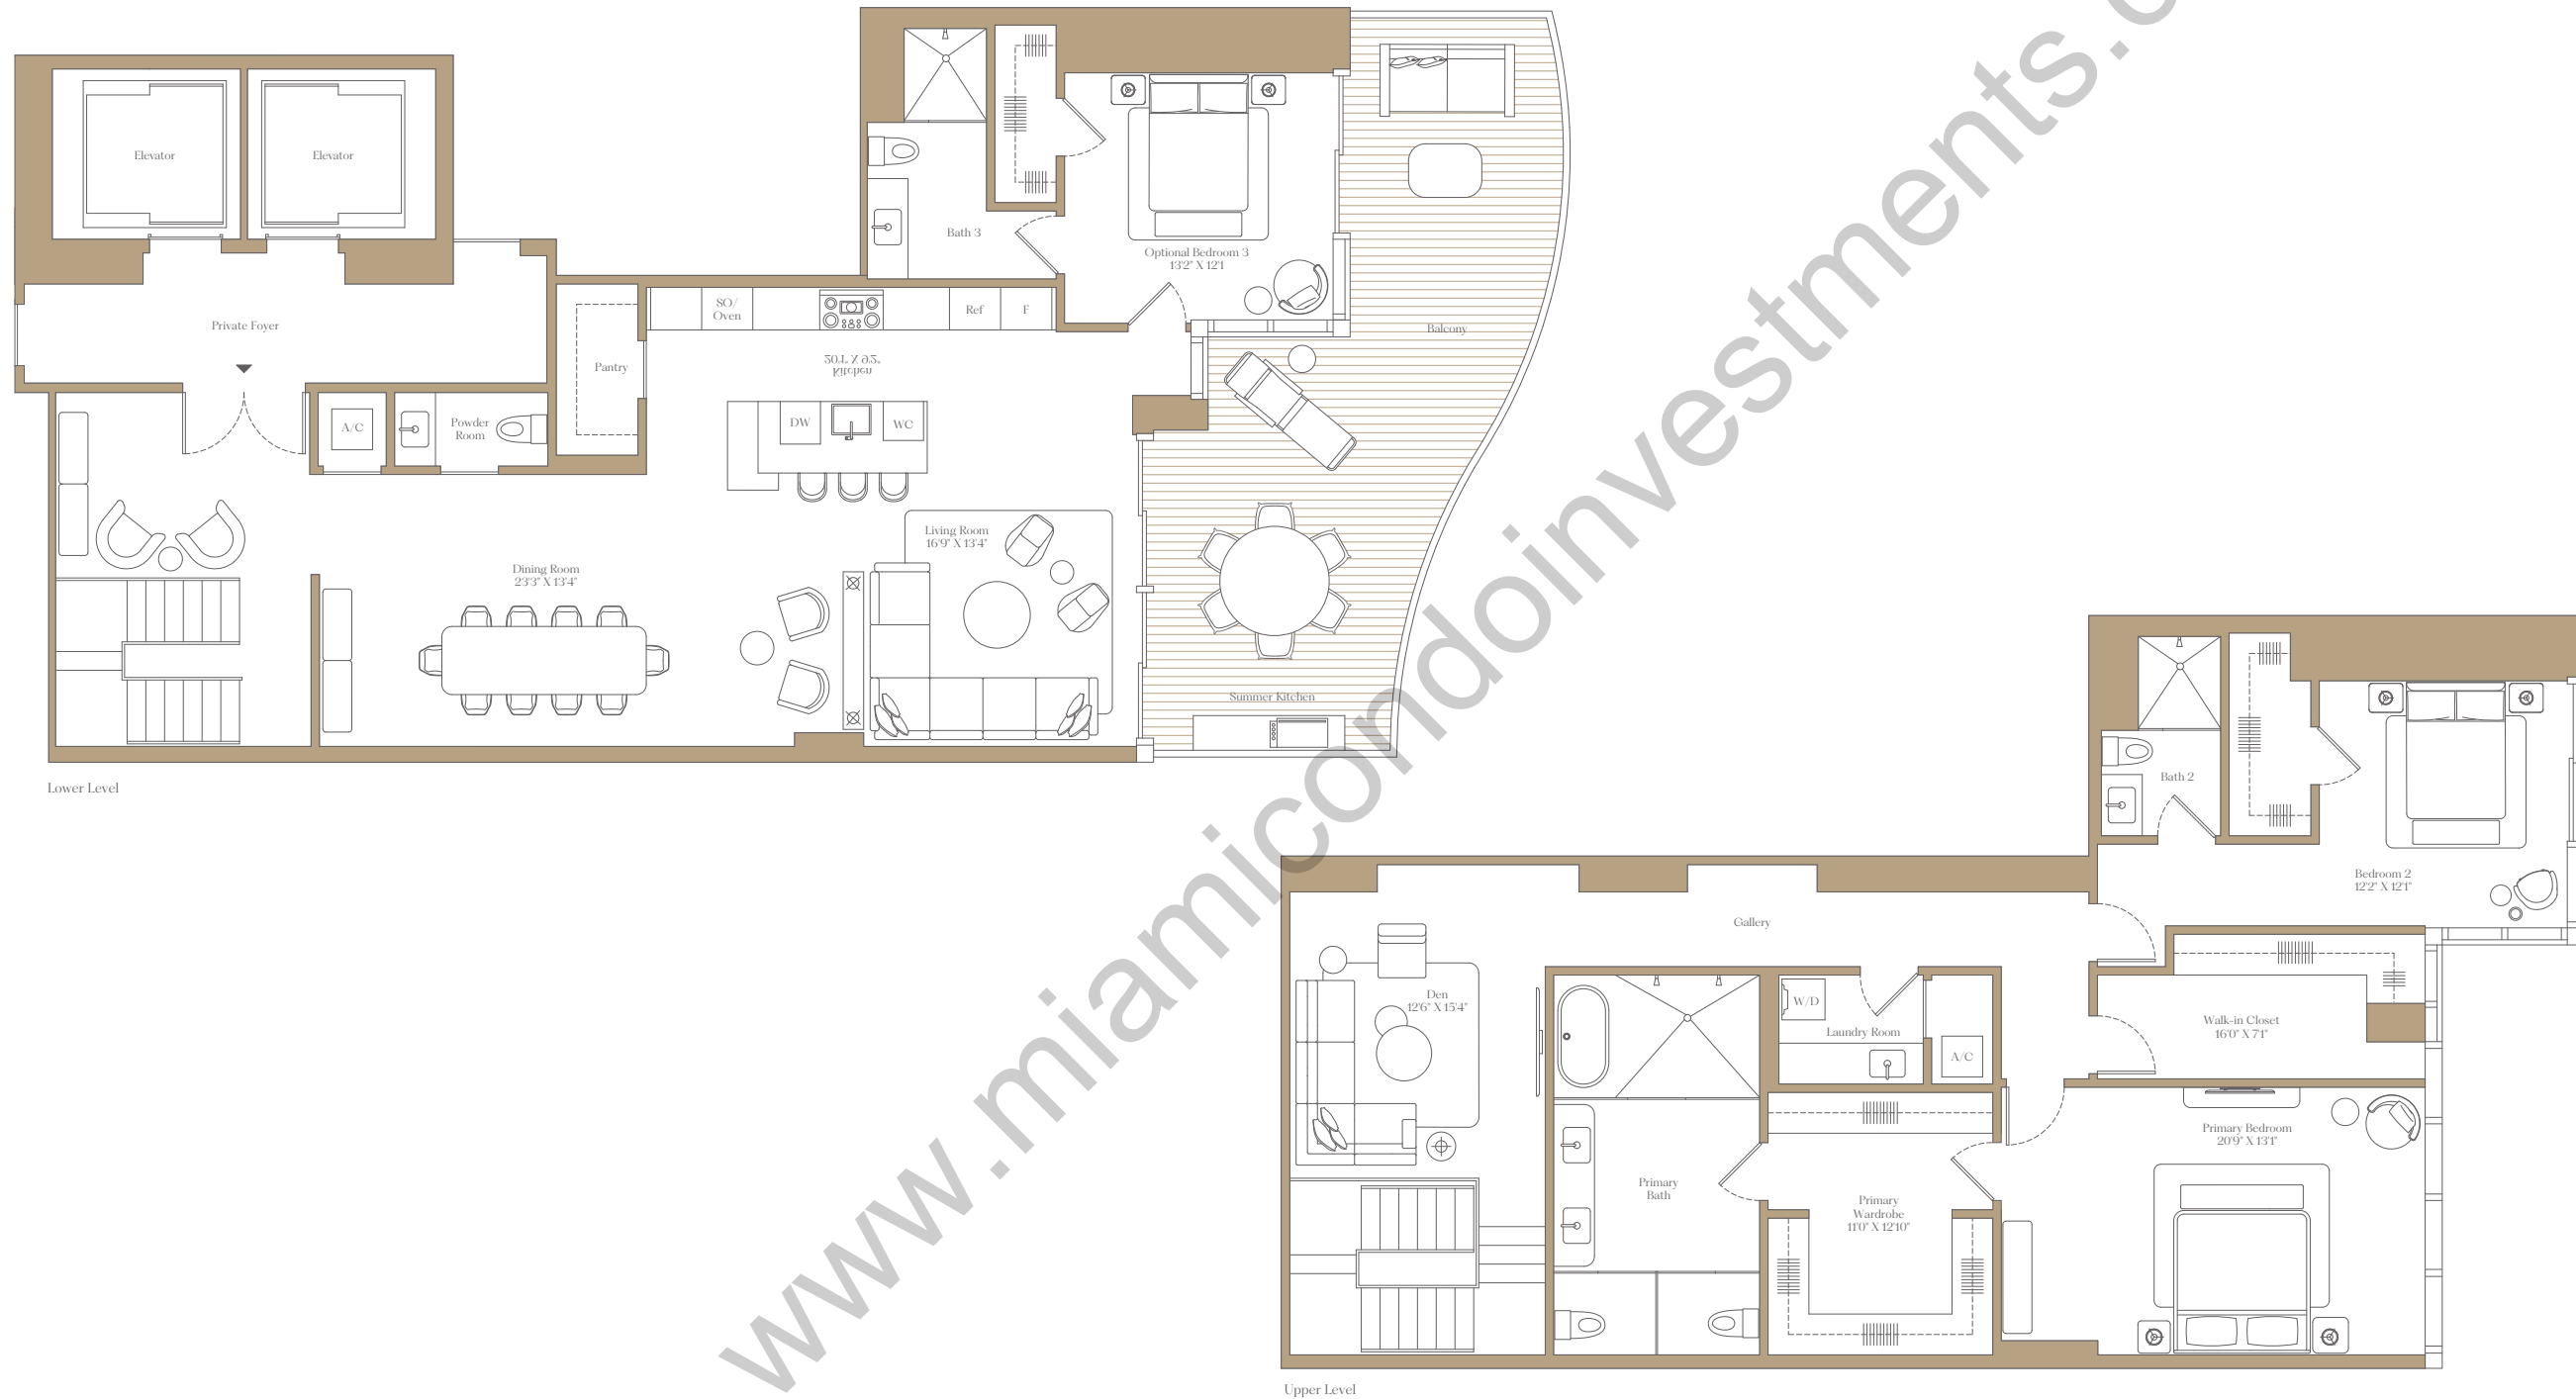 Elevator
Elevator
Private Foyer
A/C
Powder
Room
Pantry
SO/
Oven
Ref
F
Kitchen
20'4" X 9'2"
DW
WC
Bath 3
Optional Bedroom 3
13'2" X 12'1
Balcony
Living Room
16'9" X 13'4"
Dining Room
23'3" X 13'4"
Summer Kitchen
Lower Level
Bath 2
Bedroom 2
12'2" X 12'1"
Gallery
Den
12'6" X 15'4"
W/D
Laundry Room
A/C
Walk-in Closet
16'0" X 7'1"
Primary Bedroom
20'9" X 13'1"
Primary
Bath
Primary
Wardrobe
11'0" X 12'10"
Upper Level
www.miamicondoinvestments.c